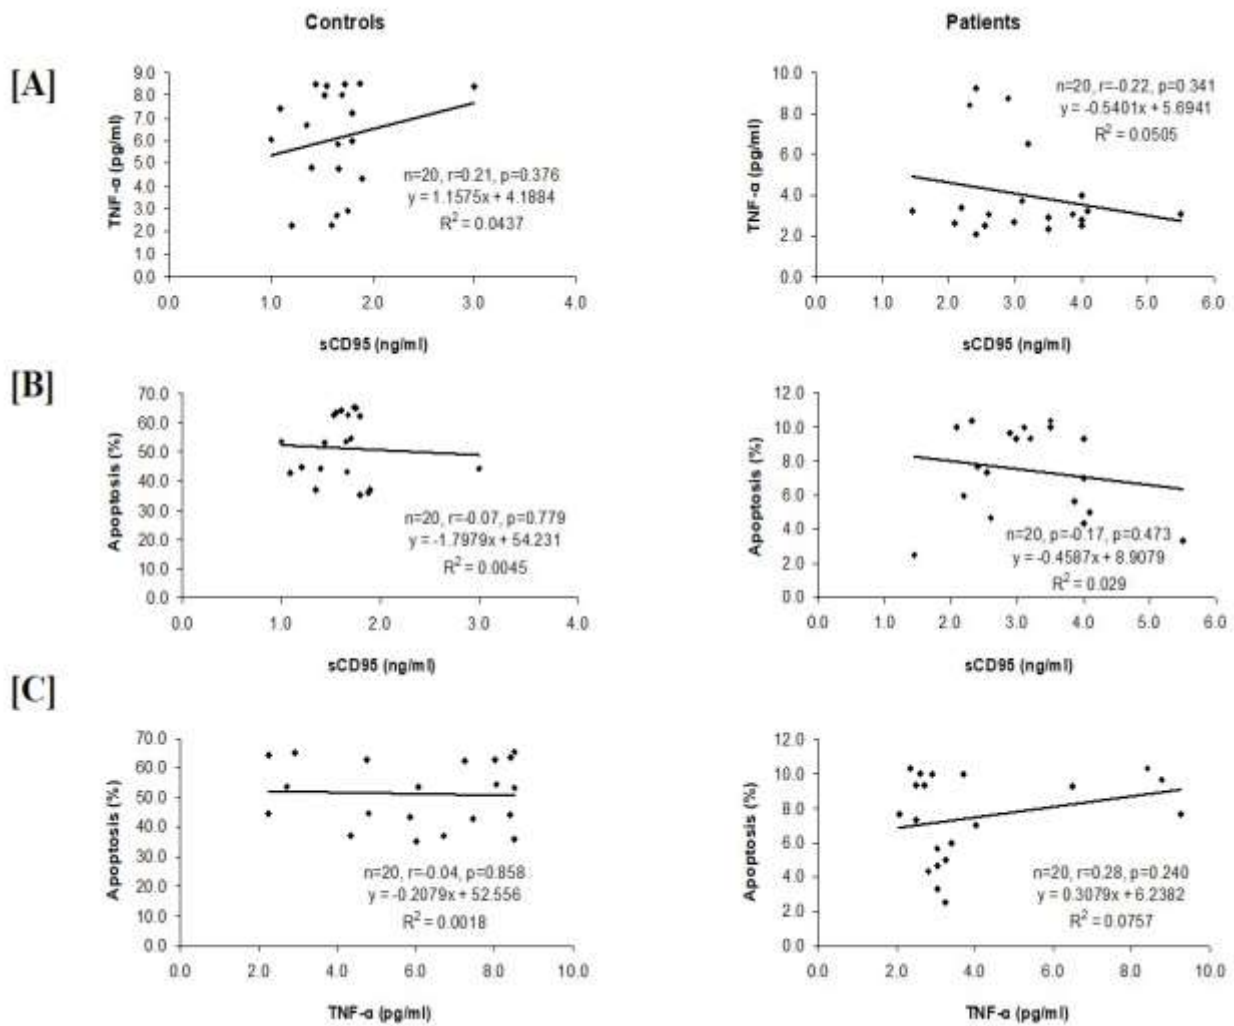 Controls
Patients
[A]
TNF-α (pg/ml)
9.0
8.0
7.0
6.0
5.0
4.0
3.0
2.0
1.0
0.0
n=20, r=0.21, p=0.376
y = 1.1575x + 4.1884
R² = 0.0437
0.0 1.0 2.0 3.0 4.0
sCD95 (ng/ml)
TNF-α (pg/ml)
10.0
8.0
6.0
4.0
2.0
0.0
n=20, r=-0.22, p=0.341
y = -0.5401x + 5.6941
R² = 0.0505
0.0 1.0 2.0 3.0 4.0 5.0 6.0
sCD95 (ng/ml)
[B]
Apoptosis (%)
70.0
60.0
50.0
40.0
30.0
20.0
10.0
0.0
n=20, r=-0.07, p=0.779
y = -1.7979x + 54.231
R² = 0.0045
0.0 1.0 2.0 3.0 4.0
sCD95 (ng/ml)
Apoptosis (%)
12.0
10.0
8.0
6.0
4.0
2.0
0.0
n=20, p=-0.17, p=0.473
y = -0.4587x + 8.9079
R² = 0.029
0.0 1.0 2.0 3.0 4.0 5.0 6.0
sCD95 (ng/ml)
[C]
Apoptosis (%)
70.0
60.0
50.0
40.0
30.0
20.0
10.0
0.0
n=20, r=-0.04, p=0.858
y = -0.2079x + 52.556
R² = 0.0018
0.0 2.0 4.0 6.0 8.0 10.0
TNF-α (pg/ml)
Apoptosis (%)
12.0
10.0
8.0
6.0
4.0
2.0
0.0
n=20, r=0.28, p=0.240
y = 0.3079x + 6.2382
R² = 0.0757
0.0 2.0 4.0 6.0 8.0 10.0
TNF-α (pg/ml)